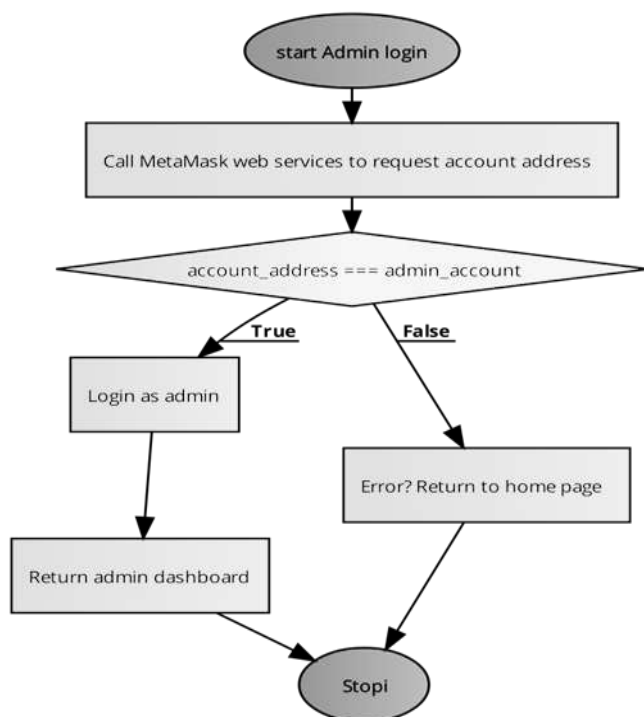 start Admin login
Call MetaMask web services to request account address
account_address === admin_account
True
False
Login as admin
Error? Return to home page
Return admin dashboard
Stopi